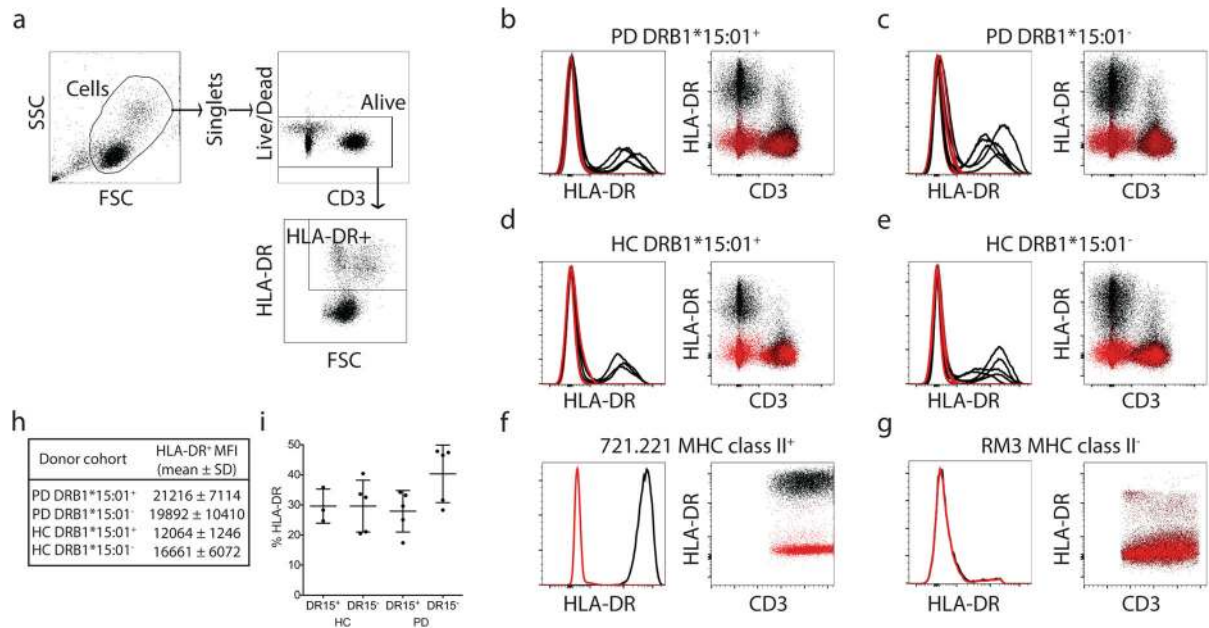 a
SSC
Cells
FSC
Singlets
Live/Dead
Alive
CD3
HLA-DR
HLA-DR+
FSC
b
PD DRB1*15:01⁺
HLA-DR
HLA-DR
CD3
c
PD DRB1*15:01⁻
HLA-DR
HLA-DR
CD3
d
HC DRB1*15:01⁺
HLA-DR
HLA-DR
CD3
e
HC DRB1*15:01⁻
HLA-DR
HLA-DR
CD3
h
Donor cohort HLA-DR⁺ MFI
(mean ± SD)
PD DRB1*15:01⁺ 21216 ± 7114
PD DRB1*15:01⁻ 19892 ± 10410
HC DRB1*15:01⁺ 12064 ± 1246
HC DRB1*15:01⁻ 16661 ± 6072
i
% HLA-DR
50
40
30
20
10
0
DR15⁺ DR15⁻ DR15⁺ DR15⁻
HC PD
f
721.221 MHC class II⁺
HLA-DR
HLA-DR
CD3
g
RM3 MHC class II⁻
HLA-DR
HLA-DR
CD3